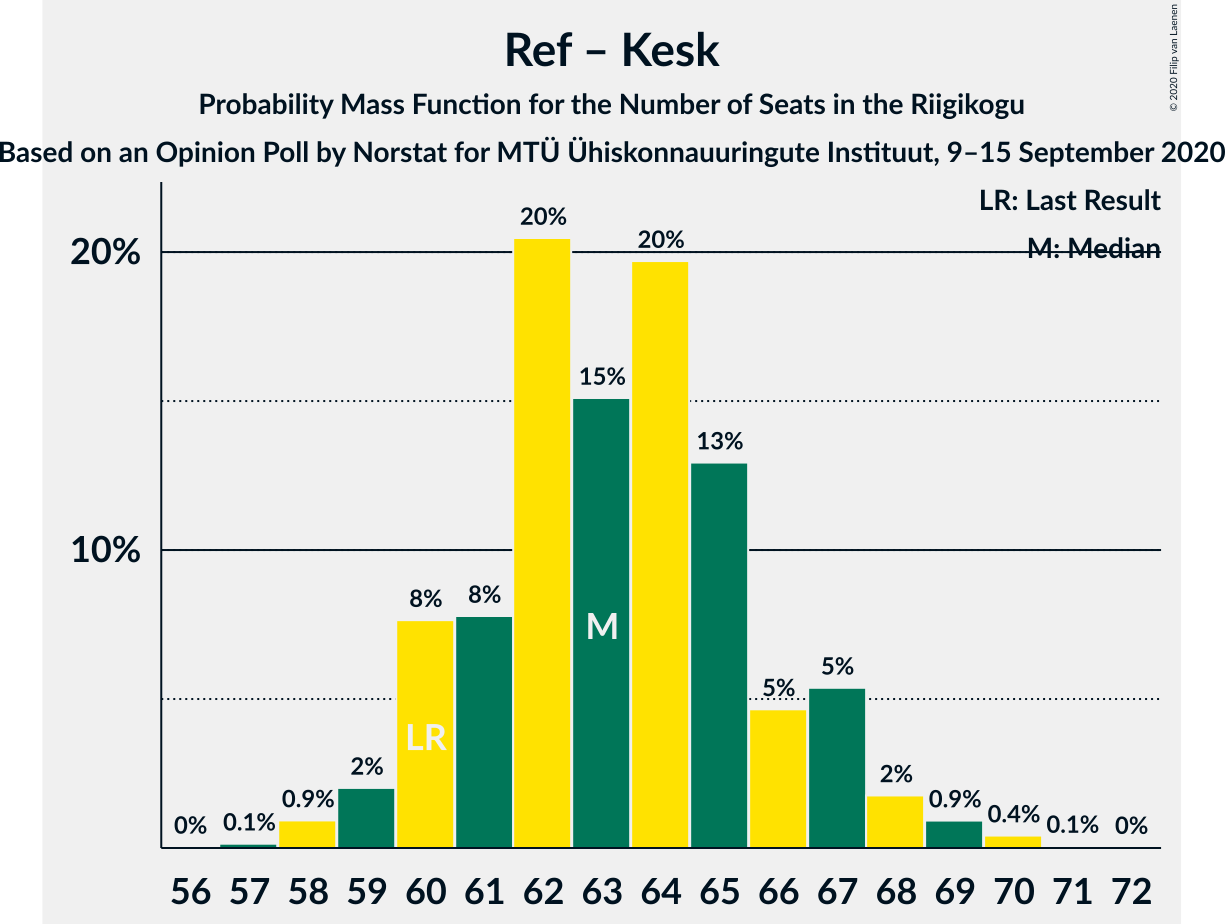 Ref – Kesk
Probability Mass Function for the Number of Seats in the Riigikogu
Based on an Opinion Poll by Norstat for MTÜ Ühiskonnauuringute Instituut, 9–15 September 2020
© 2020 Filip van Laenen
LR: Last Result
M: Median
20%
10%
0% 0.1% 0.9% 2% 8% 8% 20% 15% 20% 13% 5% 5% 2% 0.9% 0.4% 0.1% 0%
LR
M
56 57 58 59 60 61 62 63 64 65 66 67 68 69 70 71 72